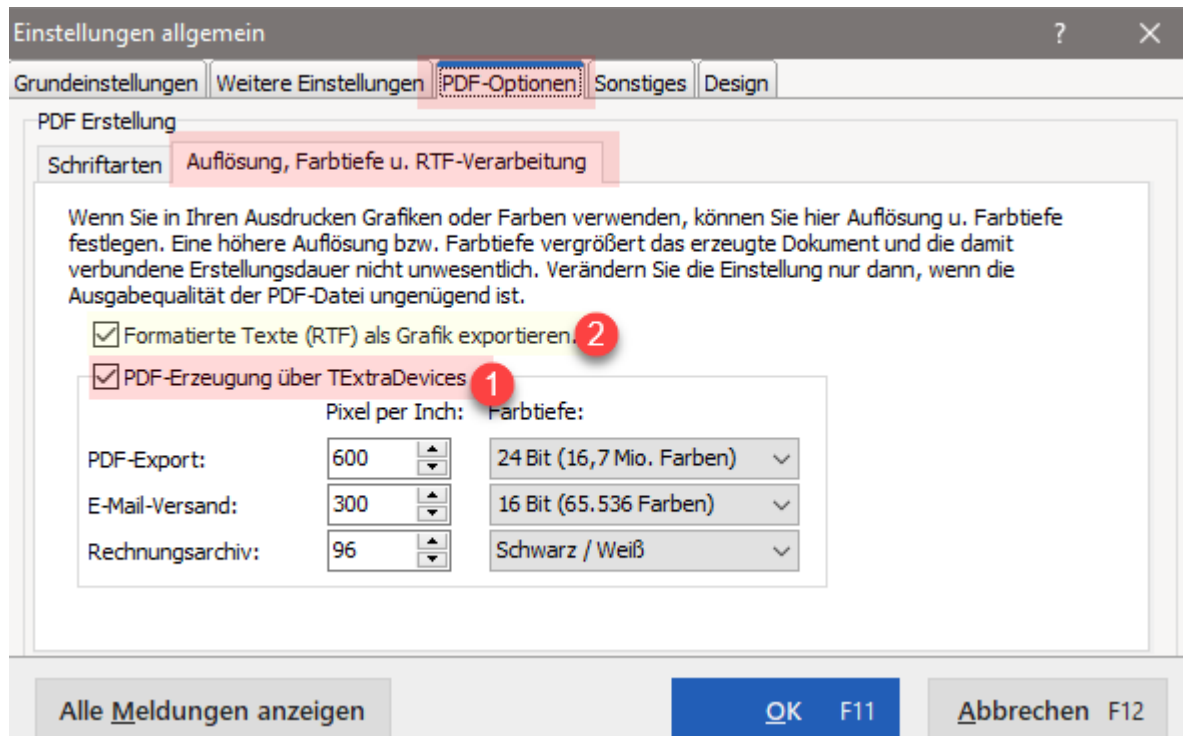 Einstellungen allgemein ?
Grundeinstellungen Weitere Einstellungen PDF-Optionen Sonstiges Design
PDF Erstellung
Schriftarten Auflösung, Farbtiefe u. RTF-Verarbeitung
Wenn Sie in Ihren Ausdrucken Grafiken oder Farben verwenden, können Sie hier Auflösung u. Farbtiefe
festlegen. Eine höhere Auflösung bzw. Farbtiefe vergrößert das erzeugte Dokument und die damit
verbundene Erstellungsdauer nicht unwesentlich. Verändern Sie die Einstellung nur dann, wenn die
Ausgabequalität der PDF-Datei ungenügend ist.
Formatierte Texte (RTF) als Grafik exportieren. 2
PDF-Erzeugung über TExtraDevices 1
Pixel per Inch: Farbtiefe:
PDF-Export: 600 24 Bit (16,7 Mio. Farben)
E-Mail-Versand: 300 16 Bit (65.536 Farben)
Rechnungsarchiv: 96 Schwarz / Weiß
Alle Meldungen anzeigen OK F11 Abbrechen F12